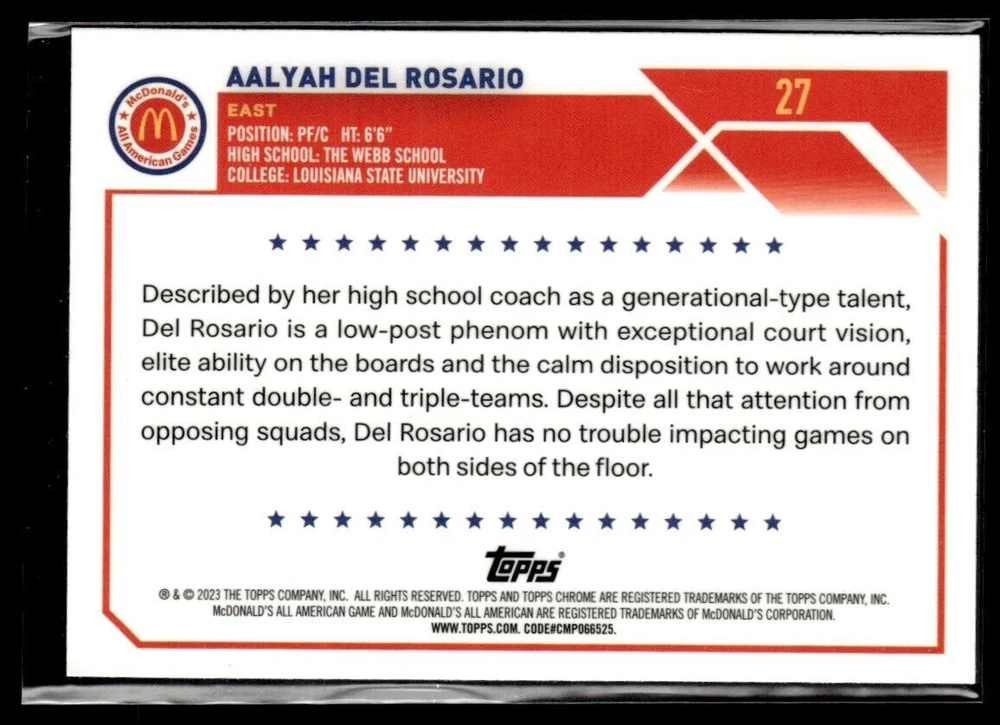 AALYAH DEL ROSARIO
27
McDonald's
All American Games
EAST
POSITION: PF/C HT: 6'6"
HIGH SCHOOL: THE WEBB SCHOOL
COLLEGE: LOUISIANA STATE UNIVERSITY
Described by her high school coach as a generational-type talent,
Del Rosario is a low-post phenom with exceptional court vision,
elite ability on the boards and the calm disposition to work around
constant double- and triple-teams. Despite all that attention from
opposing squads, Del Rosario has no trouble impacting games on
both sides of the floor.
topps®
® & © 2023 THE TOPPS COMPANY, INC. ALL RIGHTS RESERVED. TOPPS AND TOPPS CHROME ARE REGISTERED TRADEMARKS OF THE TOPPS COMPANY, INC.
McDONALD'S ALL AMERICAN GAME AND McDONALD'S ALL AMERICAN ARE REGISTERED TRADEMARKS OF McDONALD'S CORPORATION.
WWW.TOPPS.COM. CODE#CMP066525.